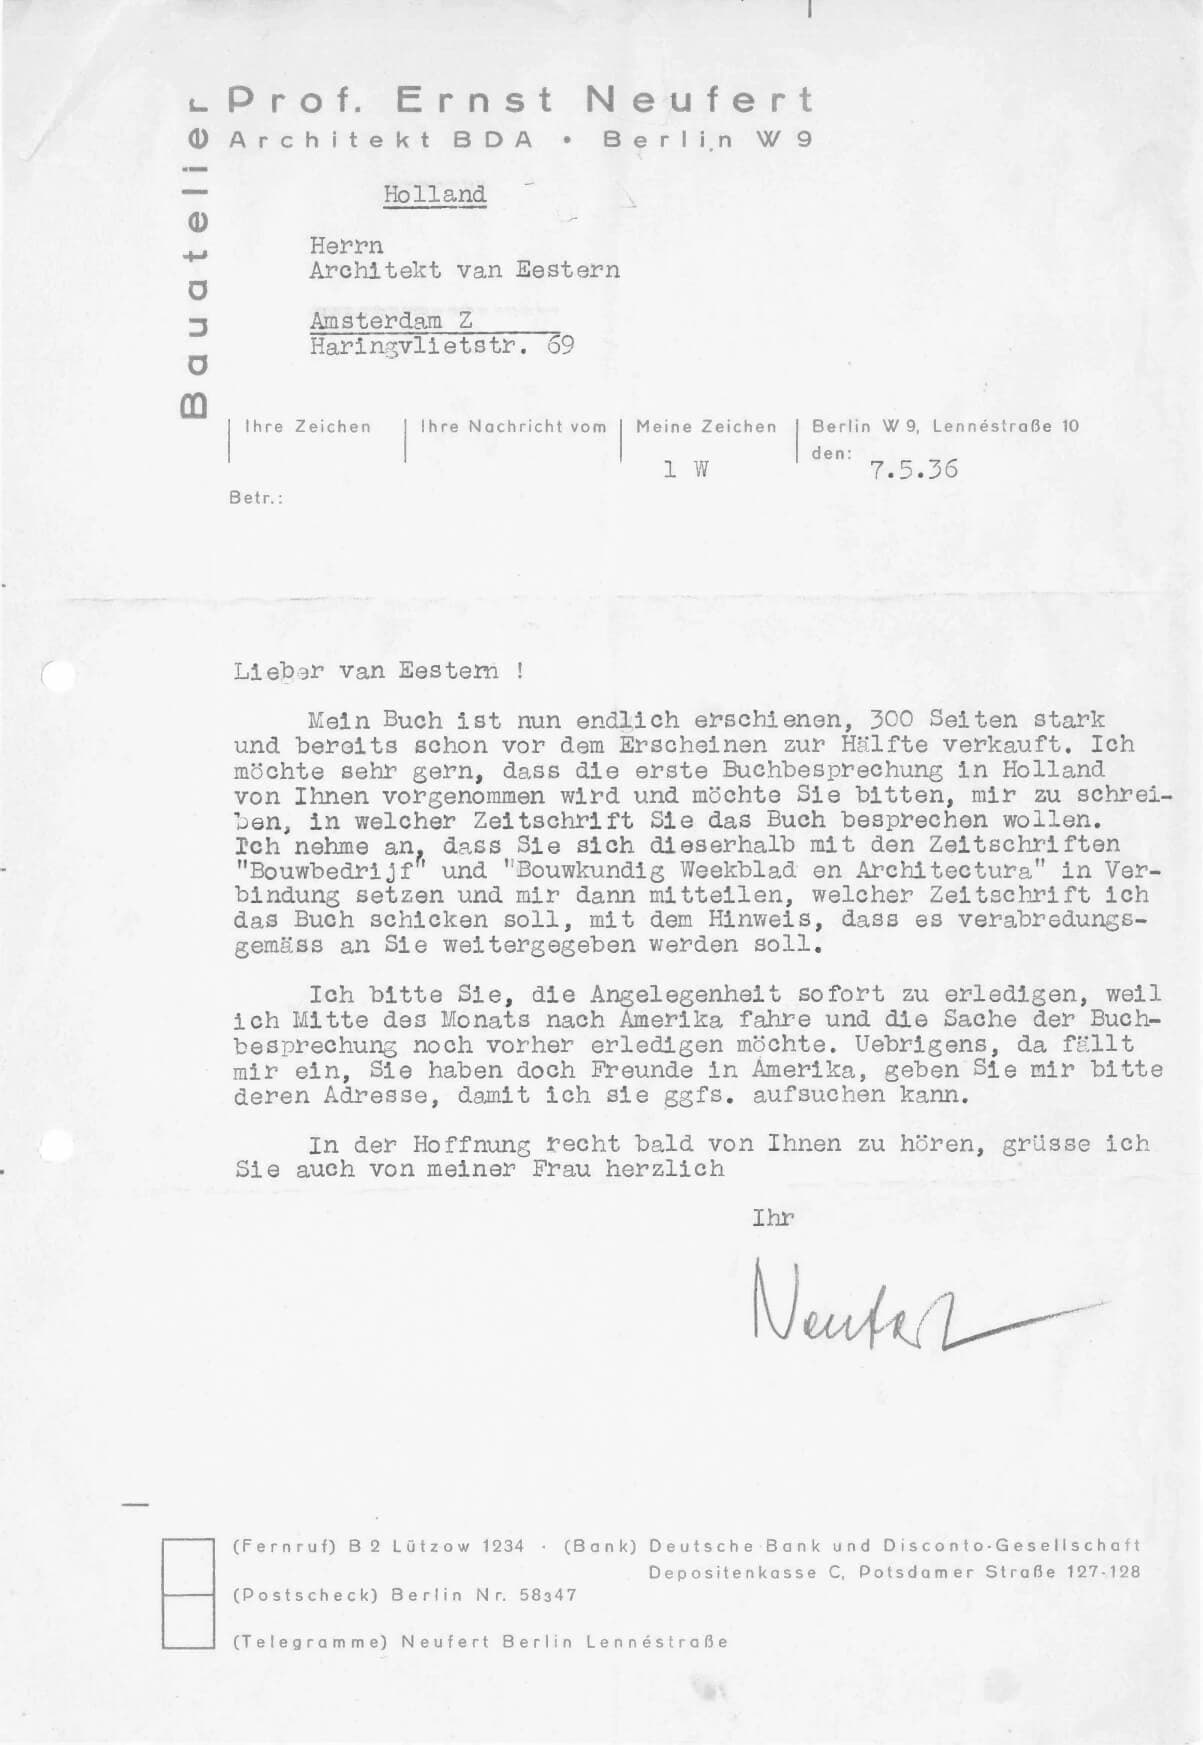 Bauatelier
Prof. Ernst Neufert
Architekt BDA • Berlin W 9
Holland
Herrn
Architekt van Eestern
Amsterdam Z
Haringvlietstr. 69
Ihre Zeichen
Ihre Nachricht vom
Meine Zeichen
1 W
Berlin W 9, Lennéstraße 10
den: 7.5.36
Betr.:
Lieber van Eestern !
Mein Buch ist nun endlich erschienen, 300 Seiten stark
und bereits schon vor dem Erscheinen zur Hälfte verkauft. Ich
möchte sehr gern, dass die erste Buchbesprechung in Holland
von Ihnen vorgenommen wird und möchte Sie bitten, mir zu schrei-
ben, in welcher Zeitschrift Sie das Buch besprechen wollen.
Ich nehme an, dass Sie sich dieserhalb mit den Zeitschriften
"Bouwbedrijf" und "Bouwkundig Weekblad en Architectura" in Ver-
bindung setzen und mir dann mitteilen, welcher Zeitschrift ich
das Buch schicken soll, mit dem Hinweis, dass es verabredungs-
gemäss an Sie weitergegeben werden soll.
Ich bitte Sie, die Angelegenheit sofort zu erledigen, weil
ich Mitte des Monats nach Amerika fahre und die Sache der Buch-
besprechung noch vorher erledigen möchte. Uebrigens, da fällt
mir ein, Sie haben doch Freunde in Amerika, geben Sie mir bitte
deren Adresse, damit ich sie ggfs. aufsuchen kann.
In der Hoffnung recht bald von Ihnen zu hören, grüsse ich
Sie auch von meiner Frau herzlich
Ihr
Neufert
(Fernruf) B 2 Lützow 1234 · (Bank) Deutsche Bank und Disconto-Gesellschaft
Depositenkasse C, Potsdamer Straße 127-128
(Postscheck) Berlin Nr. 58347
(Telegramme) Neufert Berlin Lennéstraße